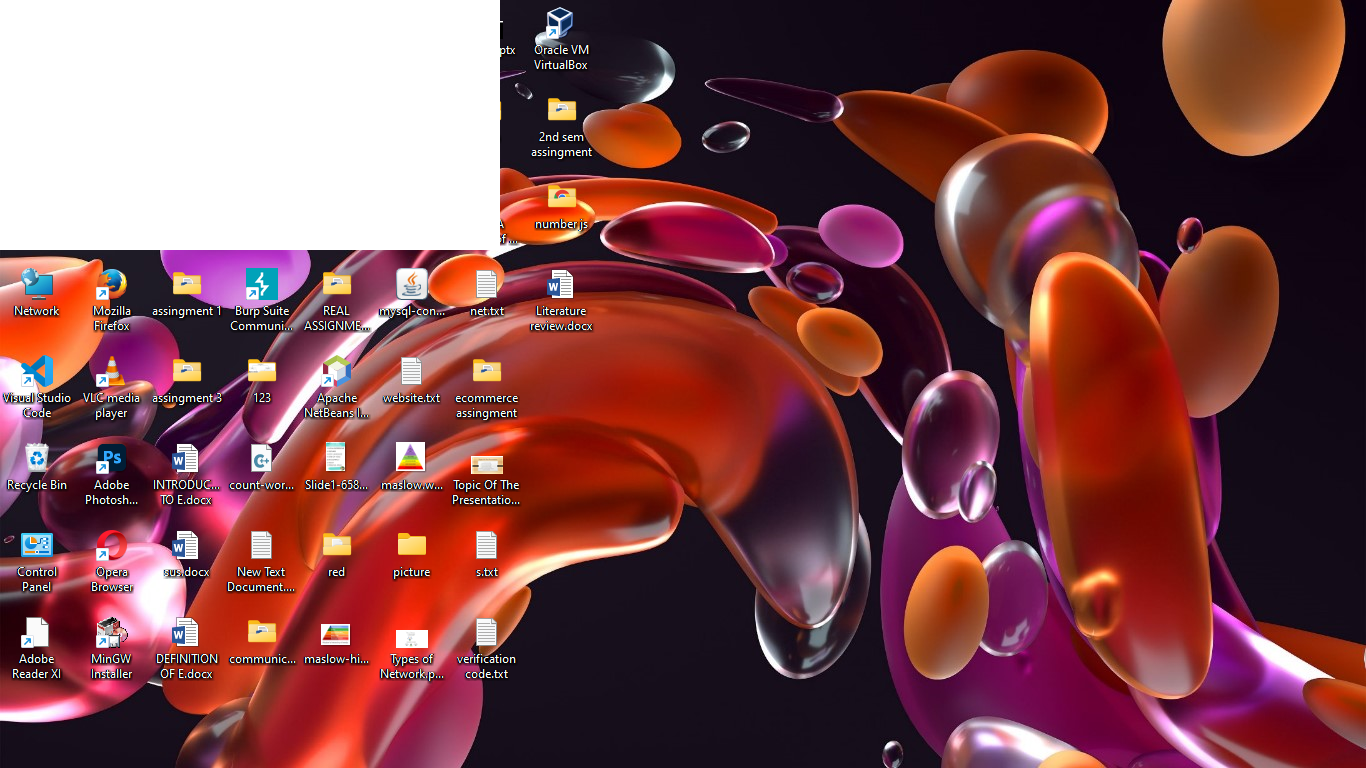 ptx
Oracle VM
VirtualBox
2nd sem
assingment
number.js
Network
Mozilla
Firefox
assingment 1
Burp Suite
Communi...
REAL
ASSIGNME...
mysql-con...
net.txt
Literature
review.docx
Visual Studio
Code
VLC media
player
assingment 3
123
Apache
NetBeans I...
website.txt
ecommerce
assingment
Recycle Bin
Ps
Adobe
Photosh...
INTRODUC...
TO E.docx
count-wor...
Slide1-658...
maslow.w...
Topic Of The
Presentatio...
Control
Panel
Opera
Browser
sus.docx
New Text
Document....
red
picture
s.txt
Adobe
Reader XI
MinGW
Installer
DEFINITION
OF E.docx
communic...
maslow-hi...
Types of
Network.p...
verification
code.txt